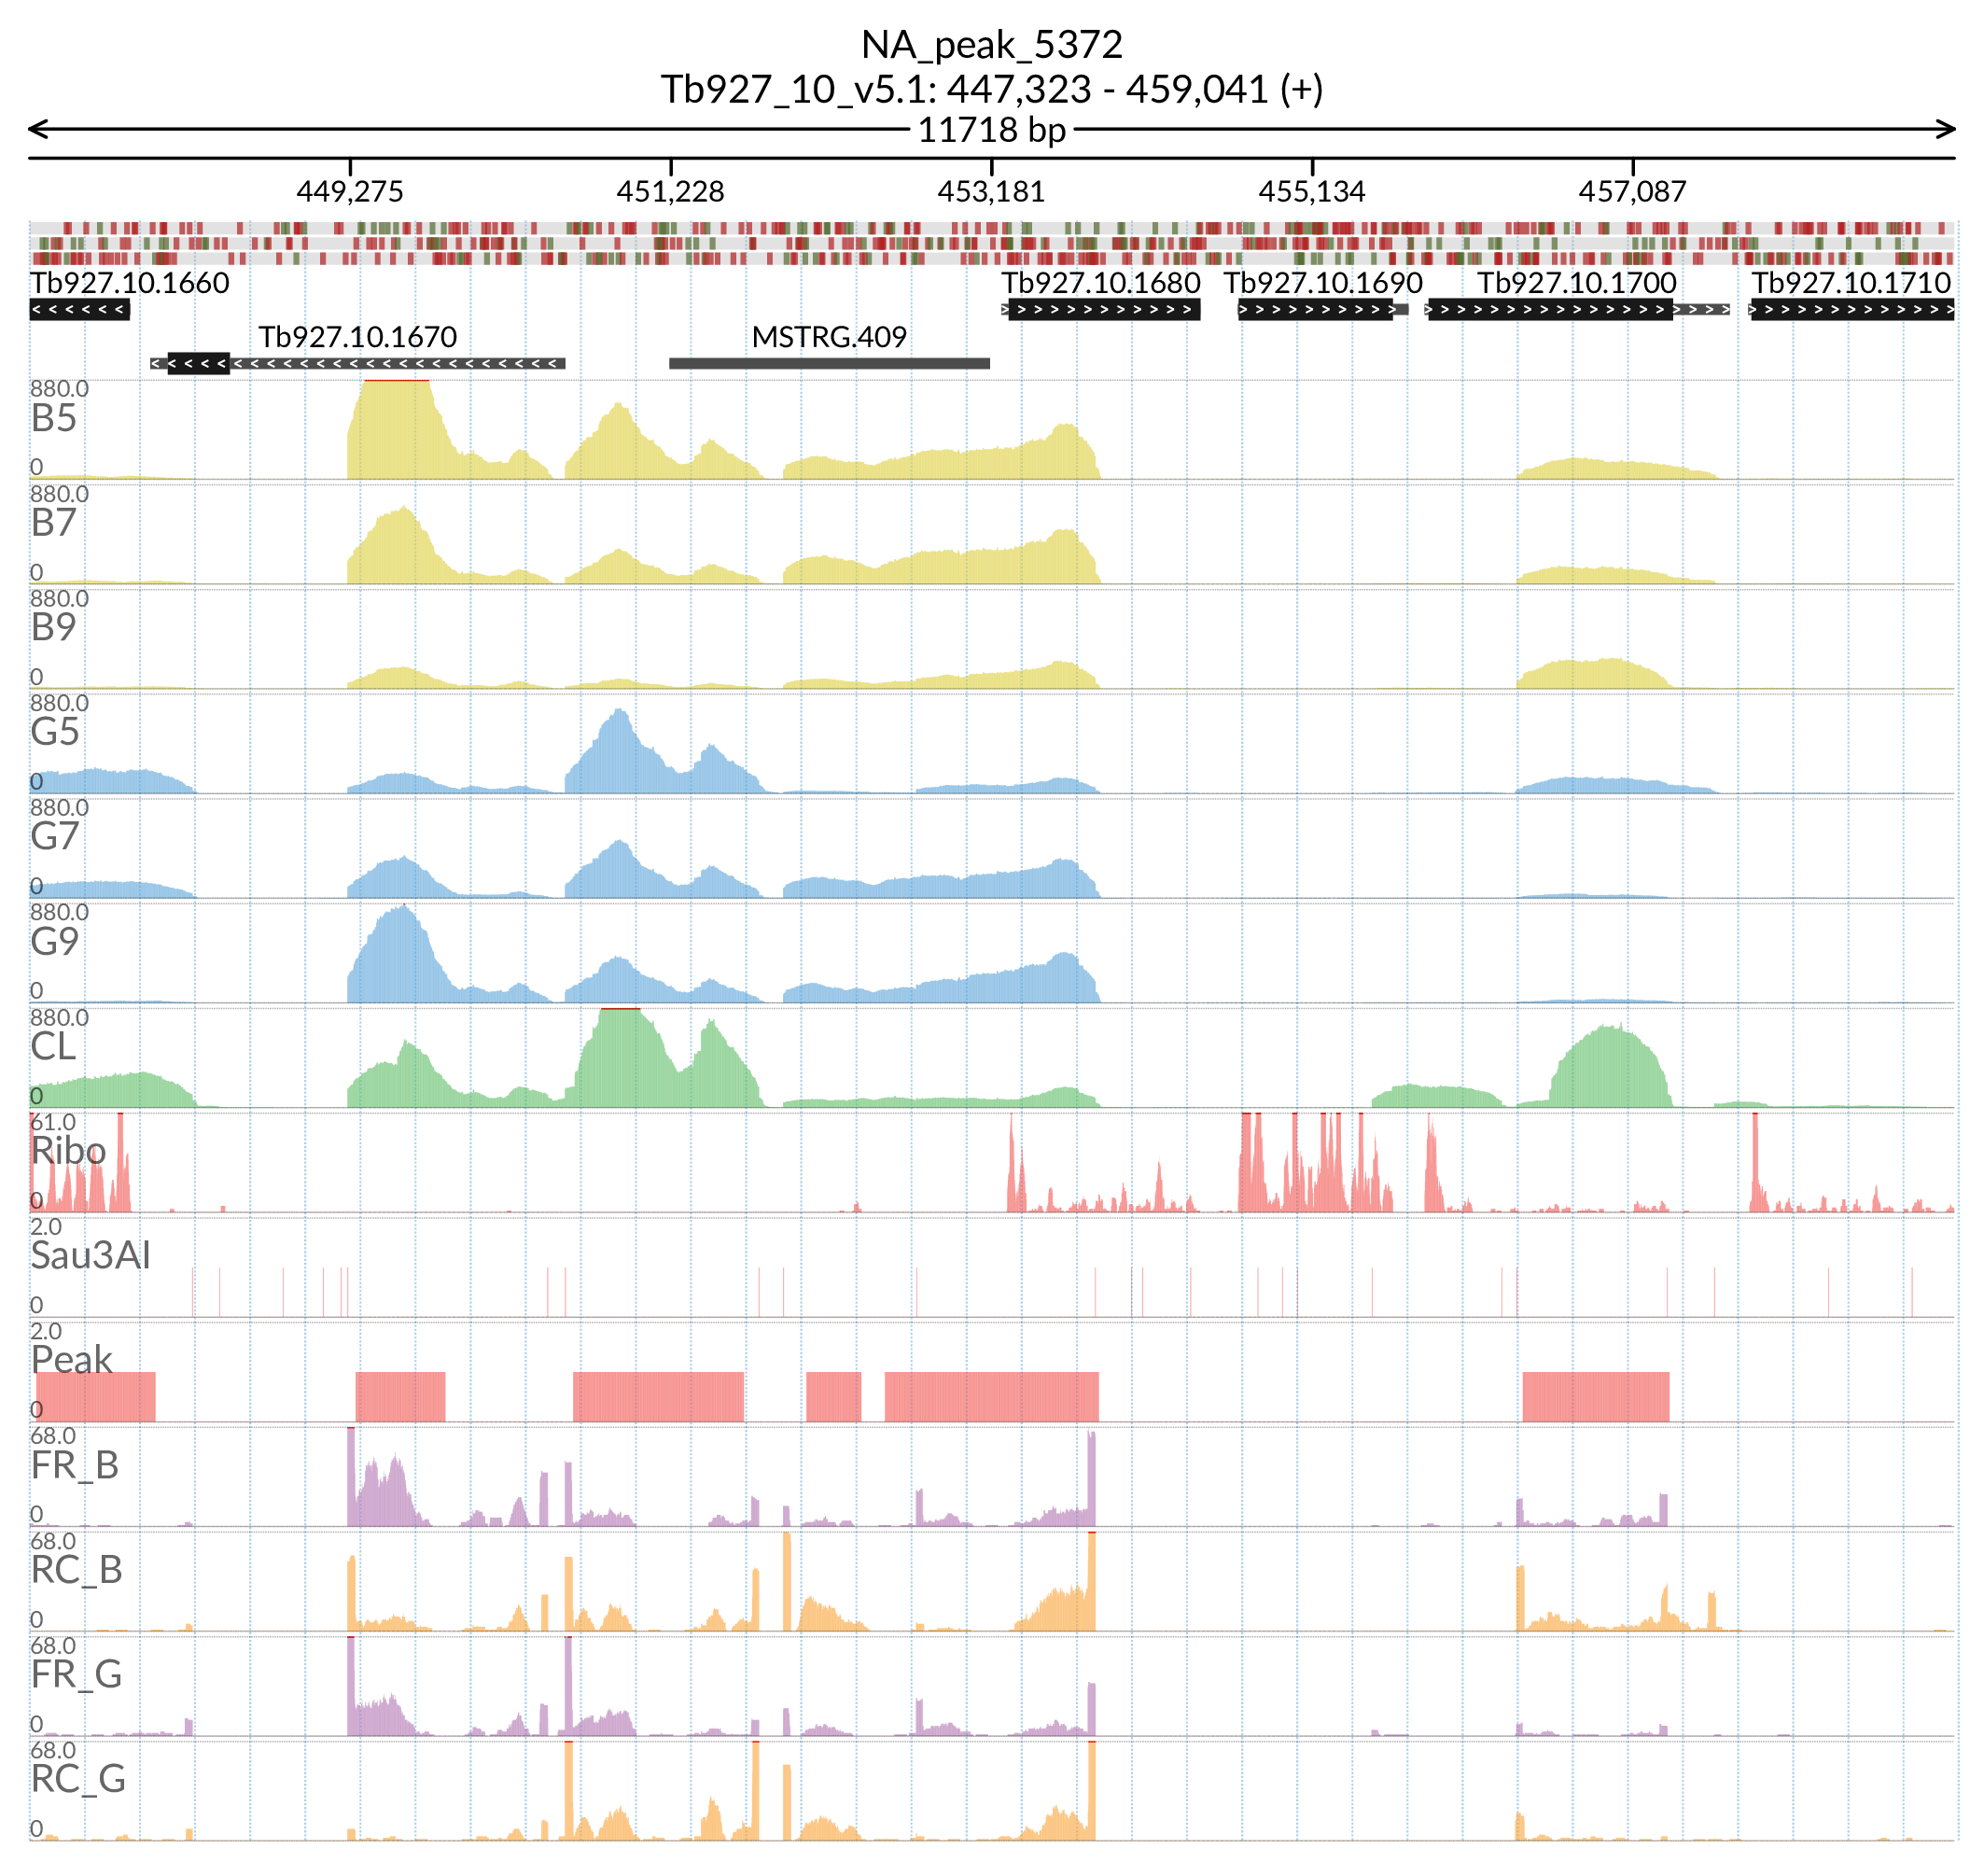 NA_peak_5372
Tb927_10_v5.1: 447,323 - 459,041 (+)
11718 bp
449,275 451,228 453,181 455,134 457,087
Tb927.10.1660 Tb927.10.1680 Tb927.10.1690 Tb927.10.1700 Tb927.10.1710
Tb927.10.1670 MSTRG.409
880.0
B5
0
880.0
B7
0
880.0
B9
0
880.0
G5
0
880.0
G7
0
880.0
G9
0
880.0
CL
0
61.0
Ribo
0
2.0
Sau3AI
0
2.0
Peak
0
68.0
FR_B
0
68.0
RC_B
0
68.0
FR_G
0
68.0
RC_G
0